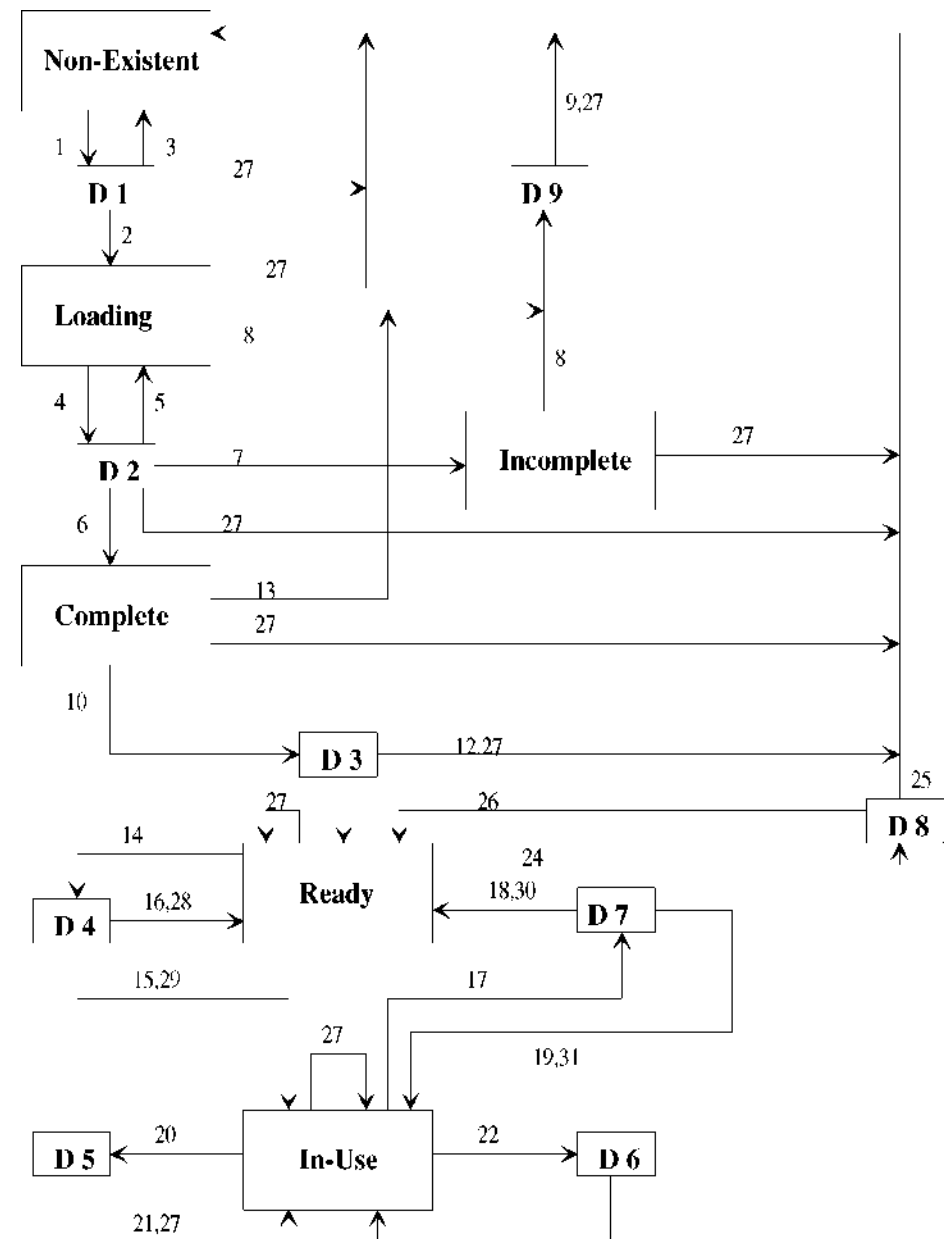 Non-Existent
9,27
1
3
27
D 1
D 9
2
27
Loading
8
8
4
5
27
7
Incomplete
D 2
6
27
13
Complete
27
10
12,27
D 3
25
27
26
D 8
14
24
Ready
16,28
18,30
D 7
D 4
15,29
17
27
19,31
20
22
D 5
In-Use
D 6
21,27